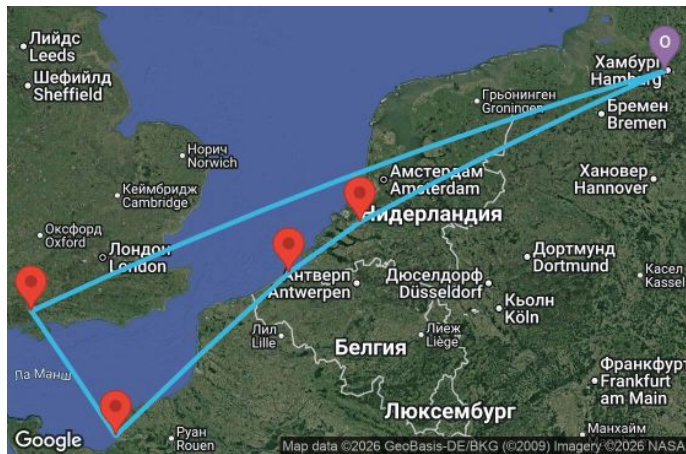 Лийдс
Leeds
Шефийлд
Sheffield
Норич
Norwich
Кеймбридж
Cambridge
Оксфорд
Oxford
Лондон
London
O
Хамбург
Hamburg
Грьонинген
Groningen
Бремен
Bremen
Амстердам
Amsterdam
Хановер
Hannover
Нидерландия
Дортмунд
Dortmund
Антверп
Antwerpen
Дюселдорф
Düsseldorf
Касел
Kassel
Кьолн
Köln
Лил
Lille
Лиеж
Liège
Белгия
Ла Манш
Франкфурт
Frankfurt
am Main
Люксембург
Руан
Rouen
Манхайм
Google
Map data ©2026 GeoBasis-DE/BKG (©2009) Imagery ©2026 NASA